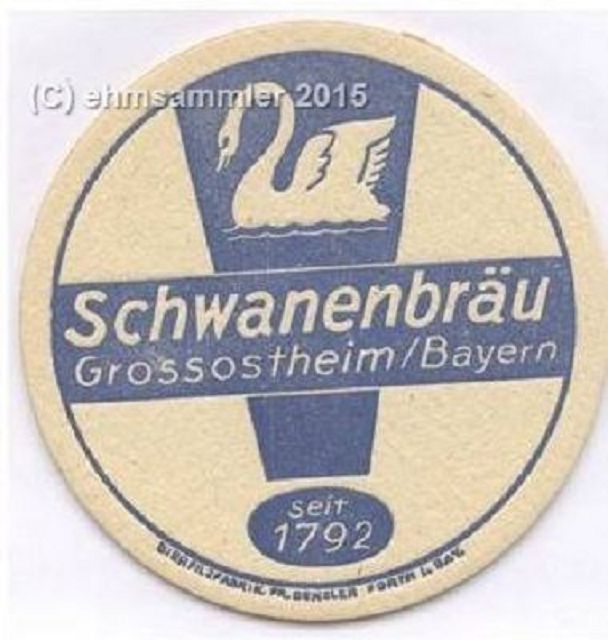 (C) ehmsammler 2015
Schwanenbräu
Grossostheim/Bayern
seit
1792